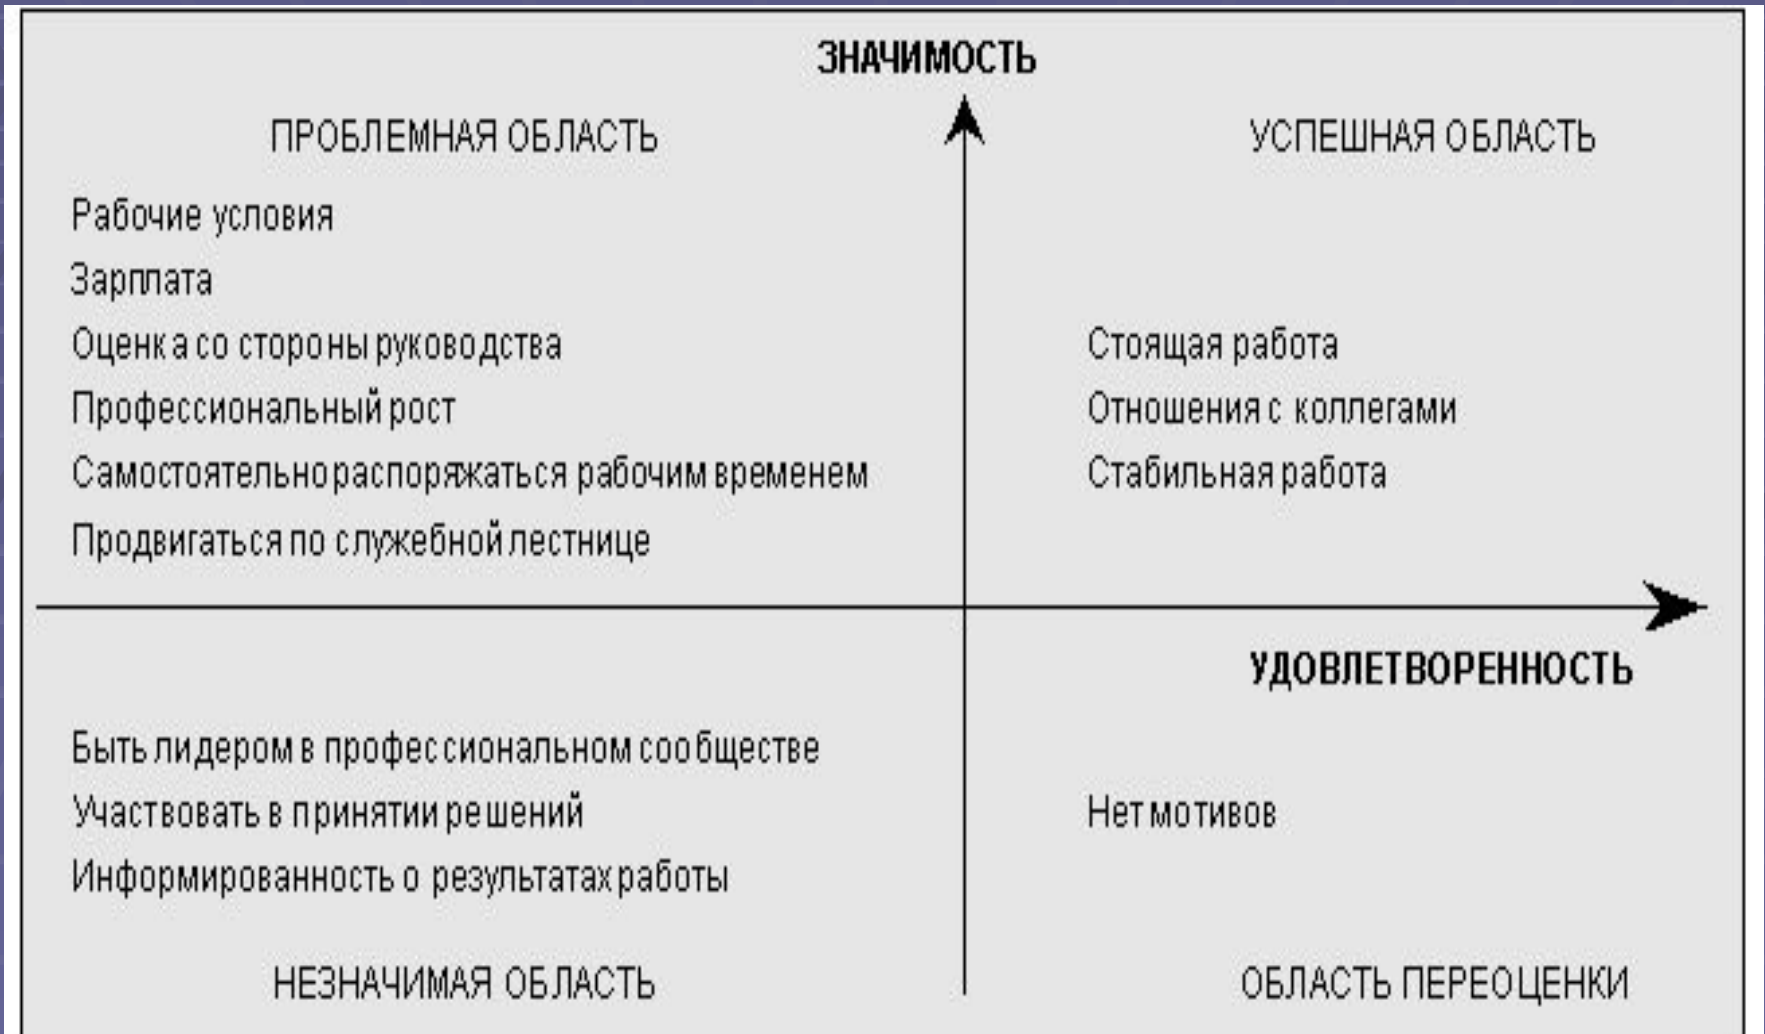 ЗНАЧИМОСТЬ
ПРОБЛЕМНАЯ ОБЛАСТЬ
Рабочие условия
Зарплата
Оценка со стороны руководства
Профессиональный рост
Самостоятельно распоряжаться рабочим временем
Продвигаться по служебной лестнице
УСПЕШНАЯ ОБЛАСТЬ
Стоящая работа
Отношения с коллегами
Стабильная работа
УДОВЛЕТВОРЕННОСТЬ
Быть лидером в профессиональном сообществе
Участвовать в принятии решений
Информированность о результатах работы
НЕЗНАЧИМАЯ ОБЛАСТЬ
Нет мотивов
ОБЛАСТЬ ПЕРЕОЦЕНКИ